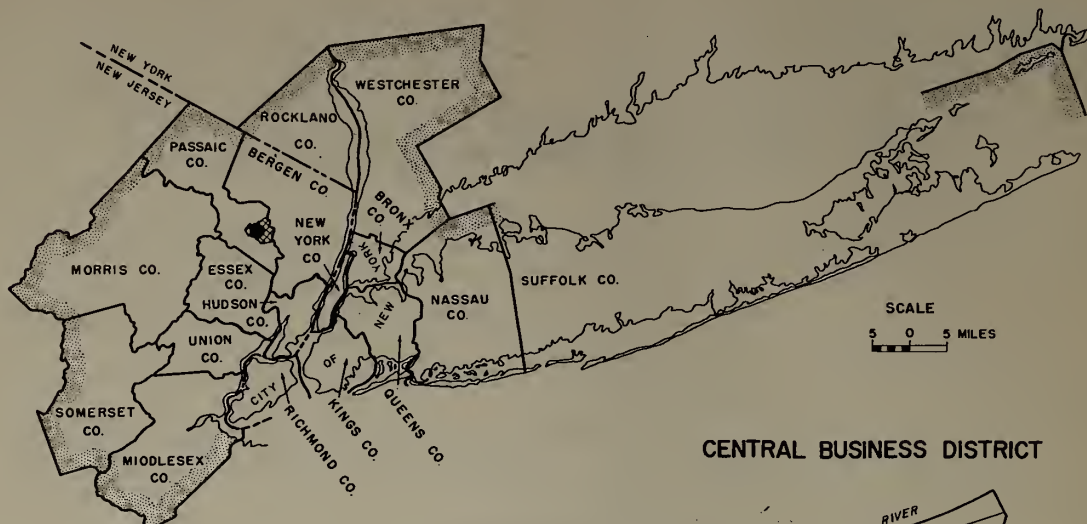 NEW YORK
NEW JERSEY
WESTCHESTER
CO.
ROCKLAND
CO.
PASSAIC
CO.
BERGEN CO.
BRONX
CO.
NEW
YORK
CO.
MORRIS CO.
ESSEX
CO.
HUDSON
CO.
UNION
CO.
NASSAU
CO.
SUFFOLK CO.
SOMERSET
CO.
MIDDLESEX
CO.
CITY
OF
NEW
YORK
RICHMOND CO.
KINGS CO.
QUEENS CO.
SCALE
5 0 5 MILES
CENTRAL BUSINESS DISTRICT
RIVER